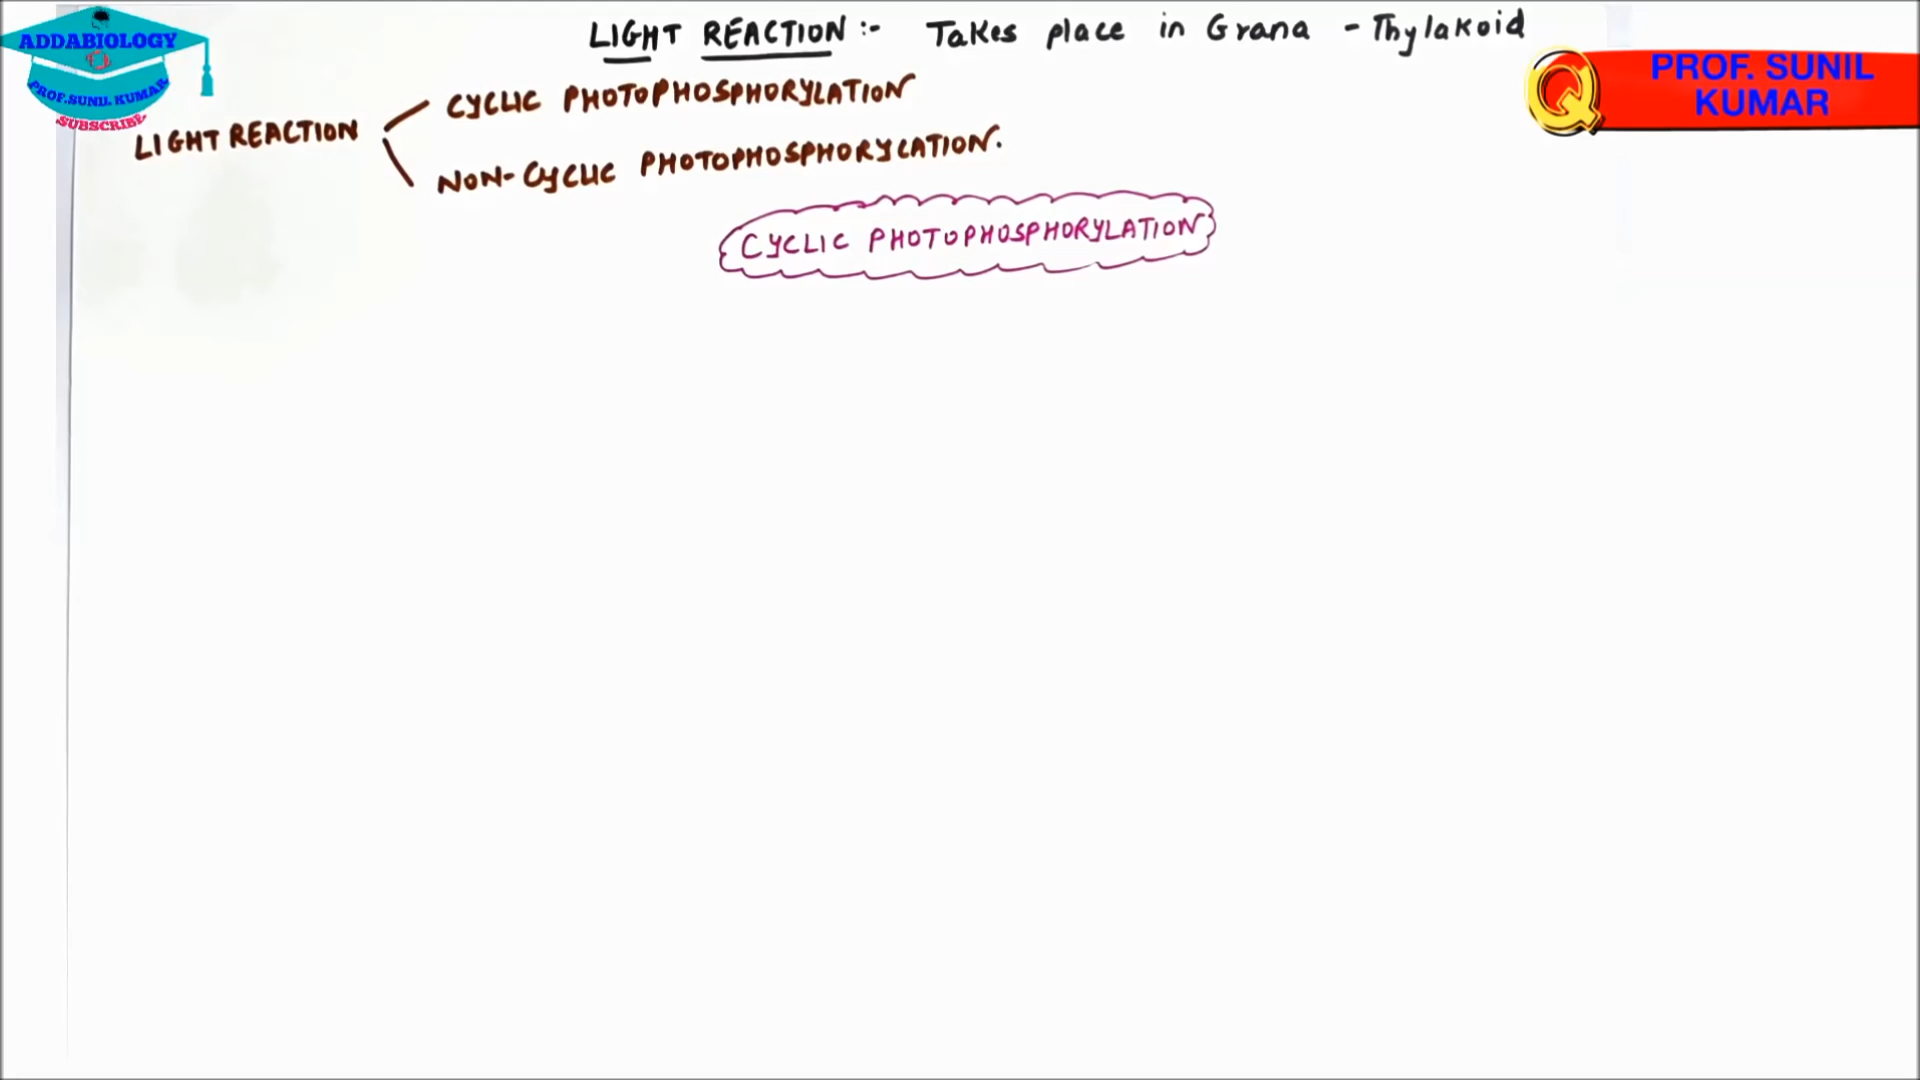 LIGHT REACTION :- Takes place in Grana - Thylakoid
ADDABIOLOGY
PROF.SUNIL KUMAR
SUBSCRIBE
PROF. SUNIL
KUMAR
LIGHT REACTION
CYCLIC PHOTOPHOSPHORYLATION
NON-CYCLIC PHOTOPHOSPHORYLATION.
CYCLIC PHOTOPHOSPHORYLATION